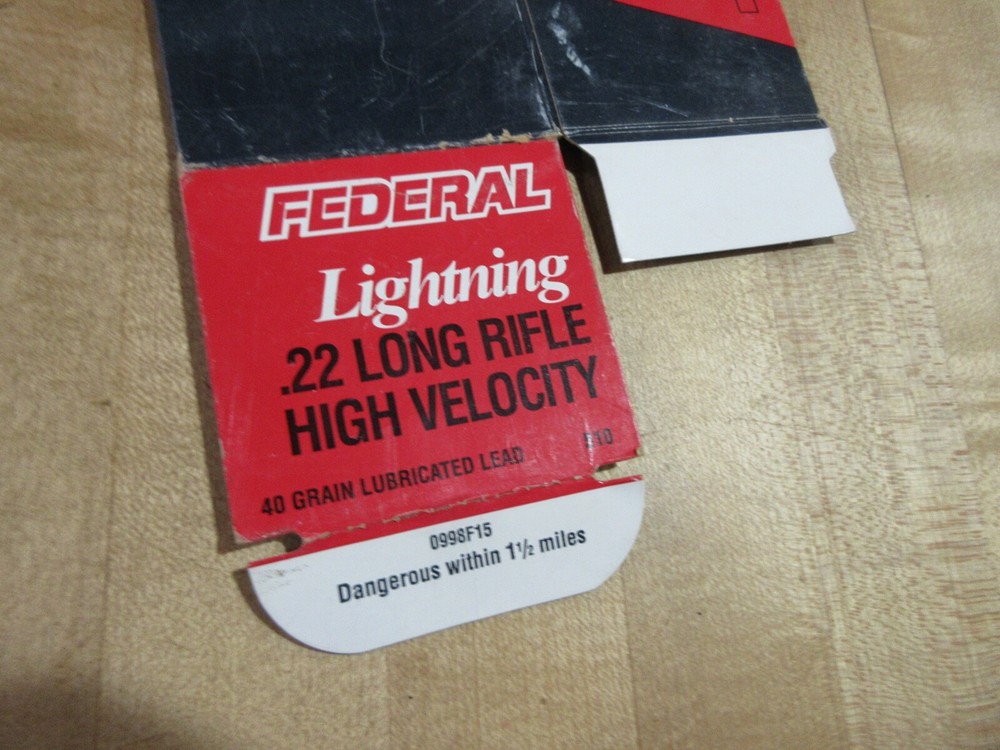 FEDERAL
Lightning
.22 LONG RIFLE
HIGH VELOCITY
510
40 GRAIN LUBRICATED LEAD
0998F15
Dangerous within 1½ miles